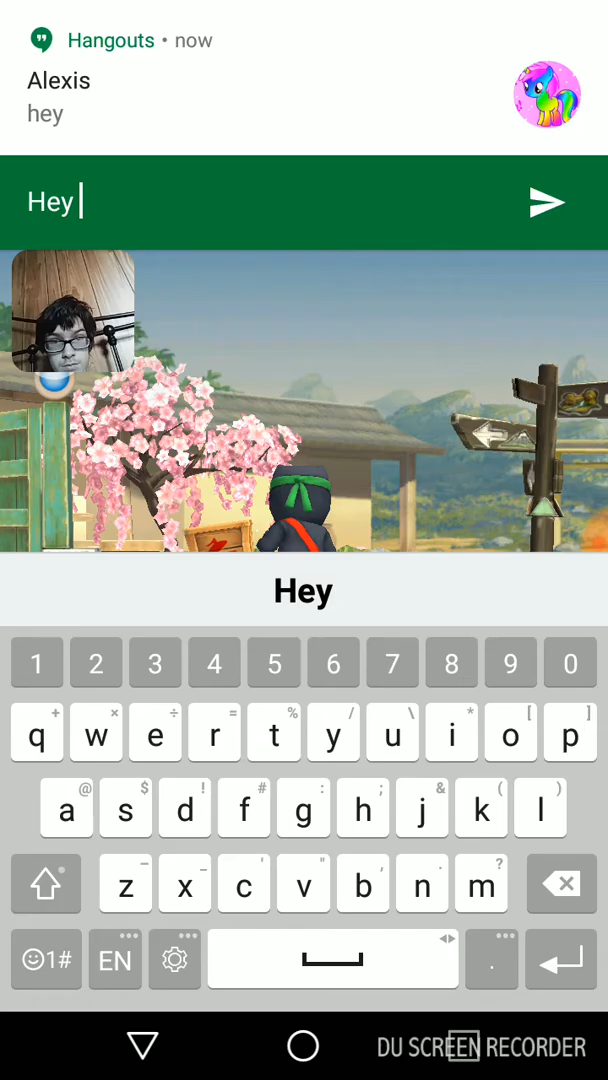 Hangouts • now
Alexis
hey
Hey
Hey
1 2 3 4 5 6 7 8 9 0
+ × ÷ = % / \ * [ ]
q w e r t y u i o p
@ $ ! # : ; & ( )
a s d f g h j k l
- _ ' " , . ?
z x c v b n m
1# EN .
DU SCREEN RECORDER